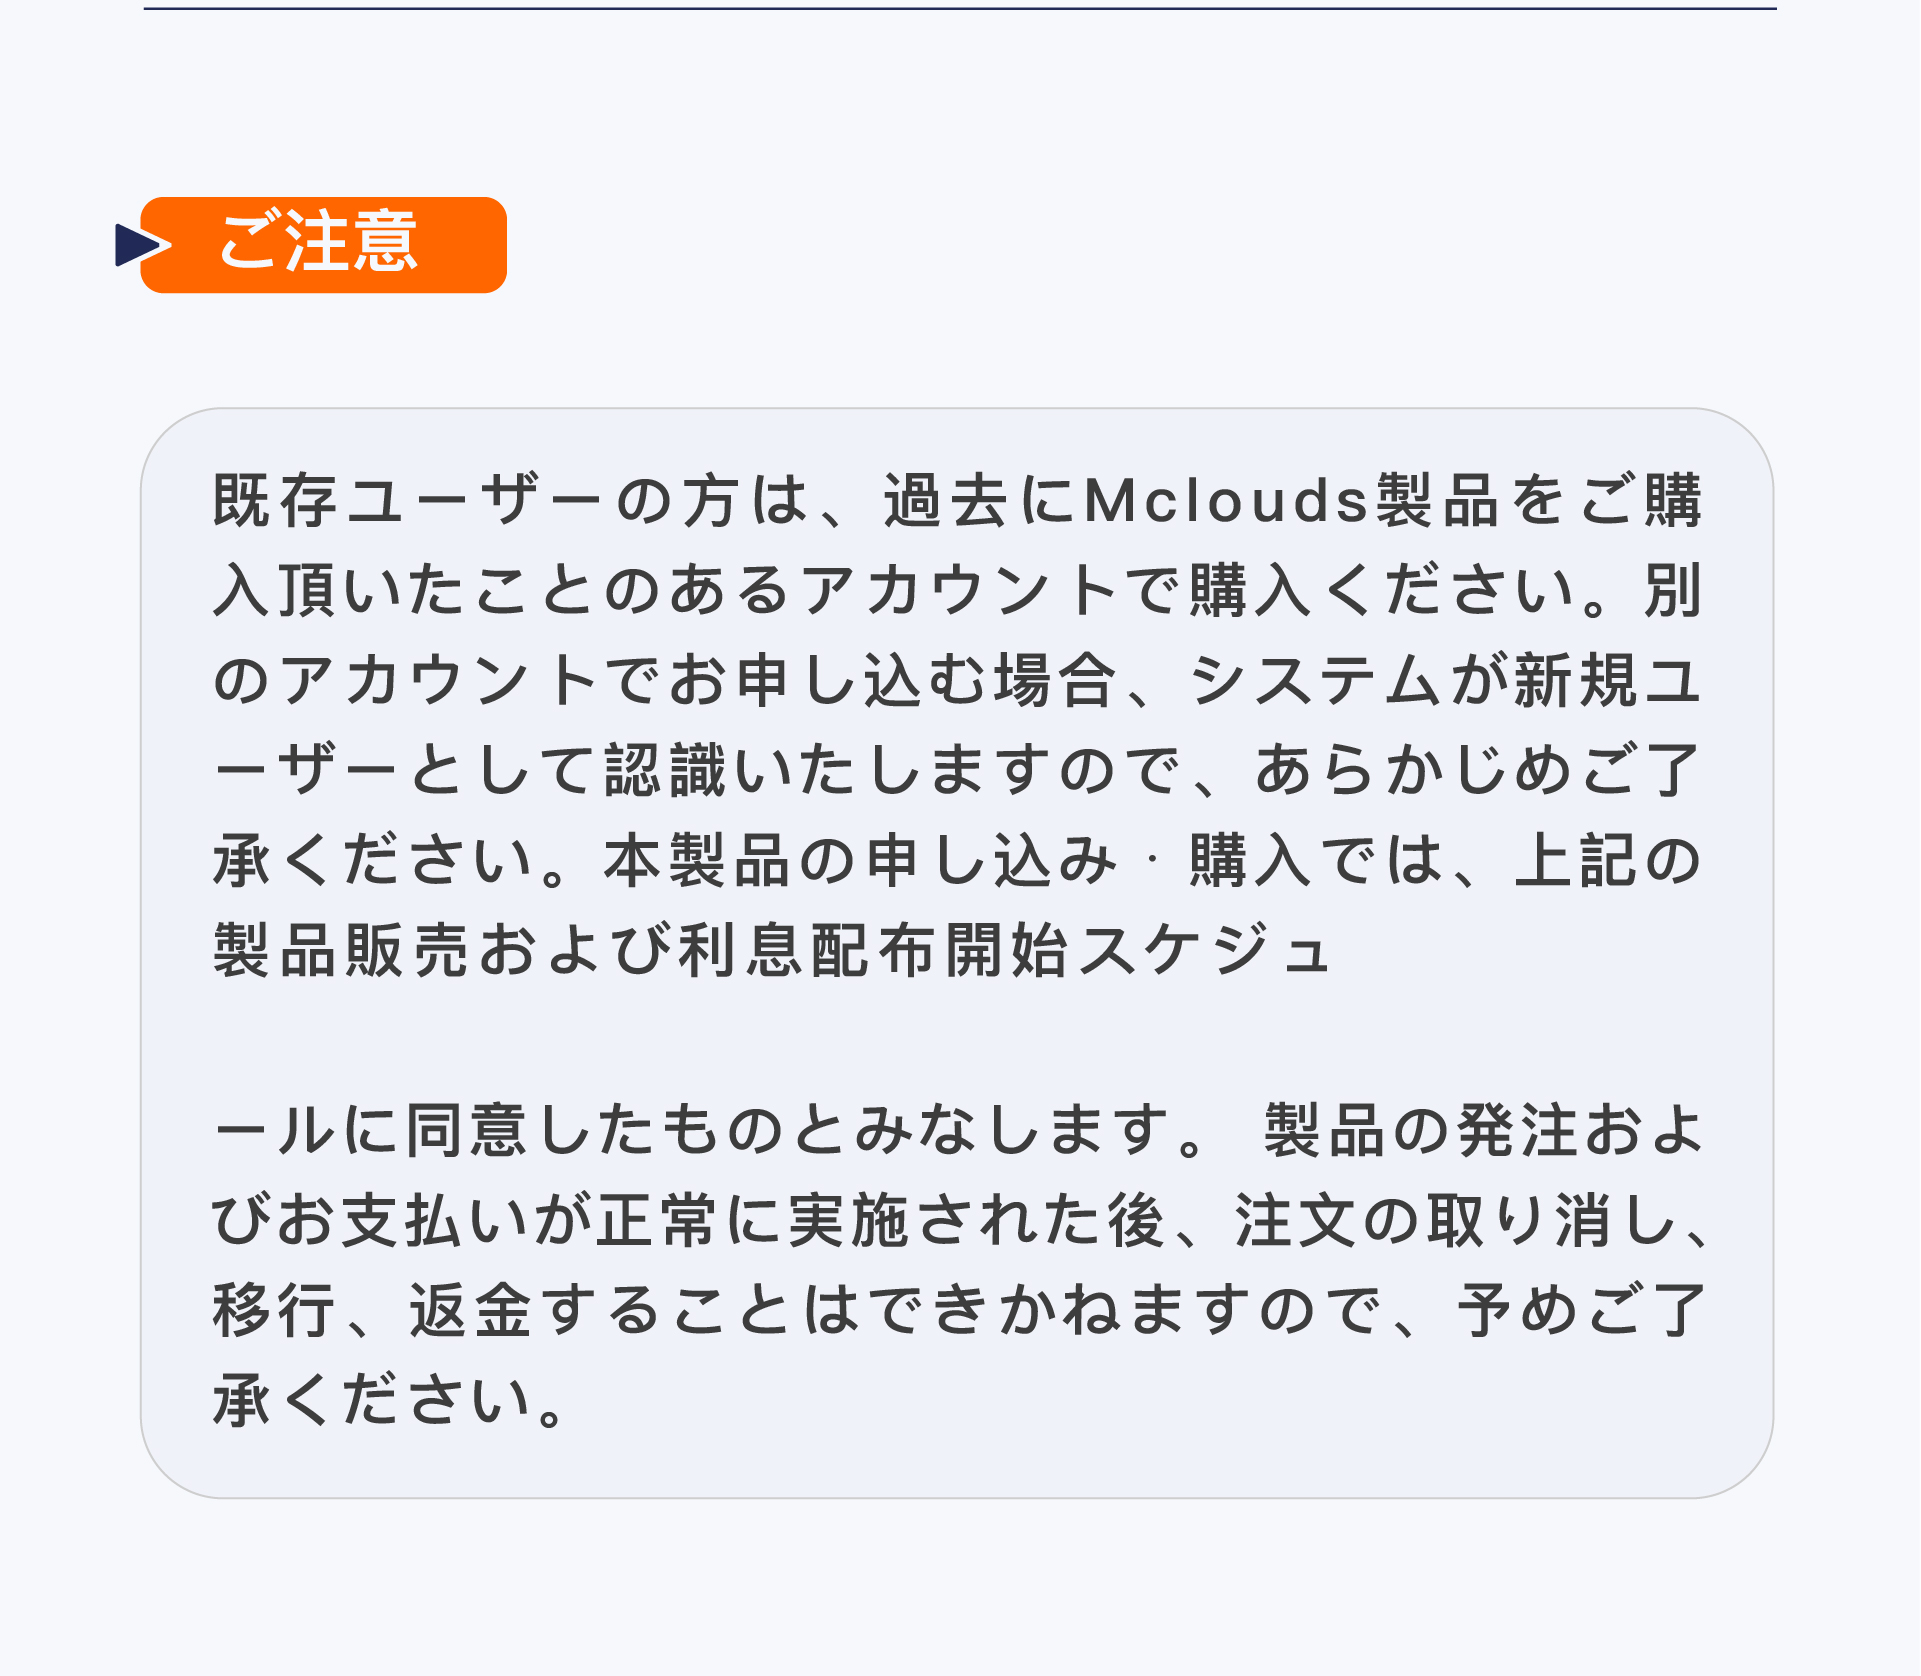 ご注意
既存ユーザーの方は、過去にMclouds製品をご購
入頂いたことのあるアカウントで購入ください。別
のアカウントでお申し込む場合、システムが新規ユ
ーザーとして認識いたしますので、あらかじめご了
承ください。本製品の申し込み・購入では、上記の
製品販売および利息配布開始スケジュ
ールに同意したものとみなします。 製品の発注およ
びお支払いが正常に実施された後、注文の取り消し、
移行、返金することはできかねますので、予めご了
承ください。